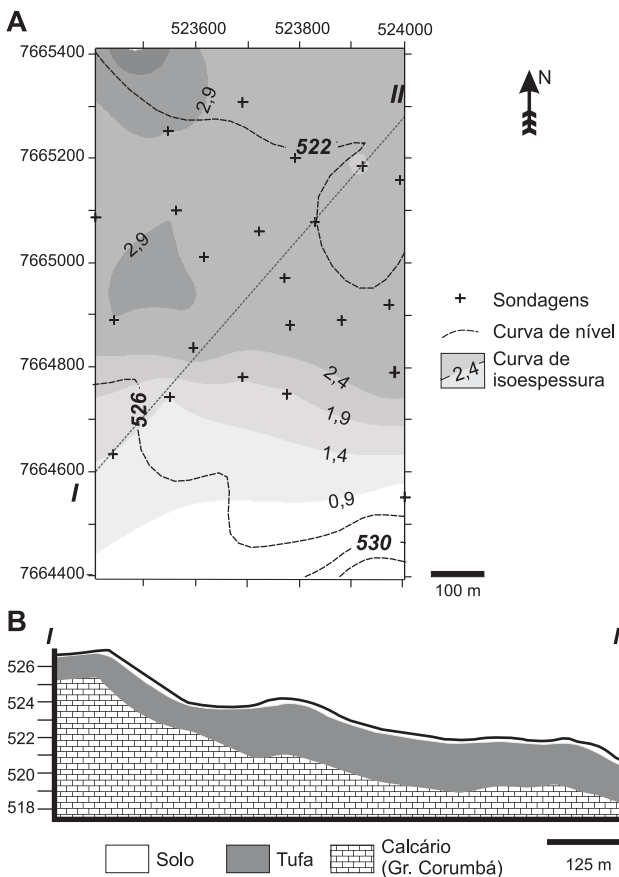 A
523600 523800 524000
7665400
7665200
7665000
7664800
7664600
7664400
2,9
522
II
2,9
2,4
1,9
1,4
0,9
526
530
I
N
Sondagens
Curva de nível
2,4 Curva de
isoespessura
100 m
B
I I
526
524
522
520
518
Solo Tufa Calcário
(Gr. Corumbá)
125 m